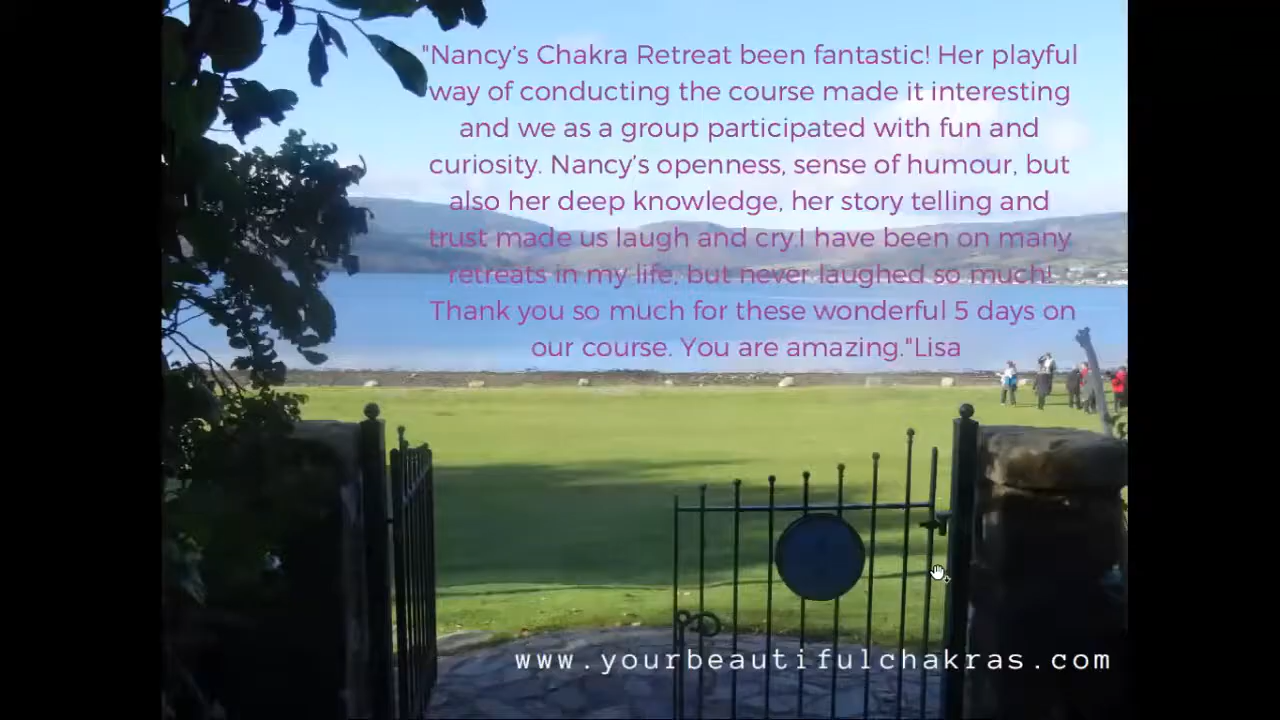 "Nancy’s Chakra Retreat been fantastic! Her playful
way of conducting the course made it interesting
and we as a group participated with fun and
curiosity. Nancy’s openness, sense of humour, but
also her deep knowledge, her story telling and
trust made us laugh and cry.I have been on many
retreats in my life, but never laughed so much!
Thank you so much for these wonderful 5 days on
our course. You are amazing."Lisa
www.yourbeautifulchakras.com